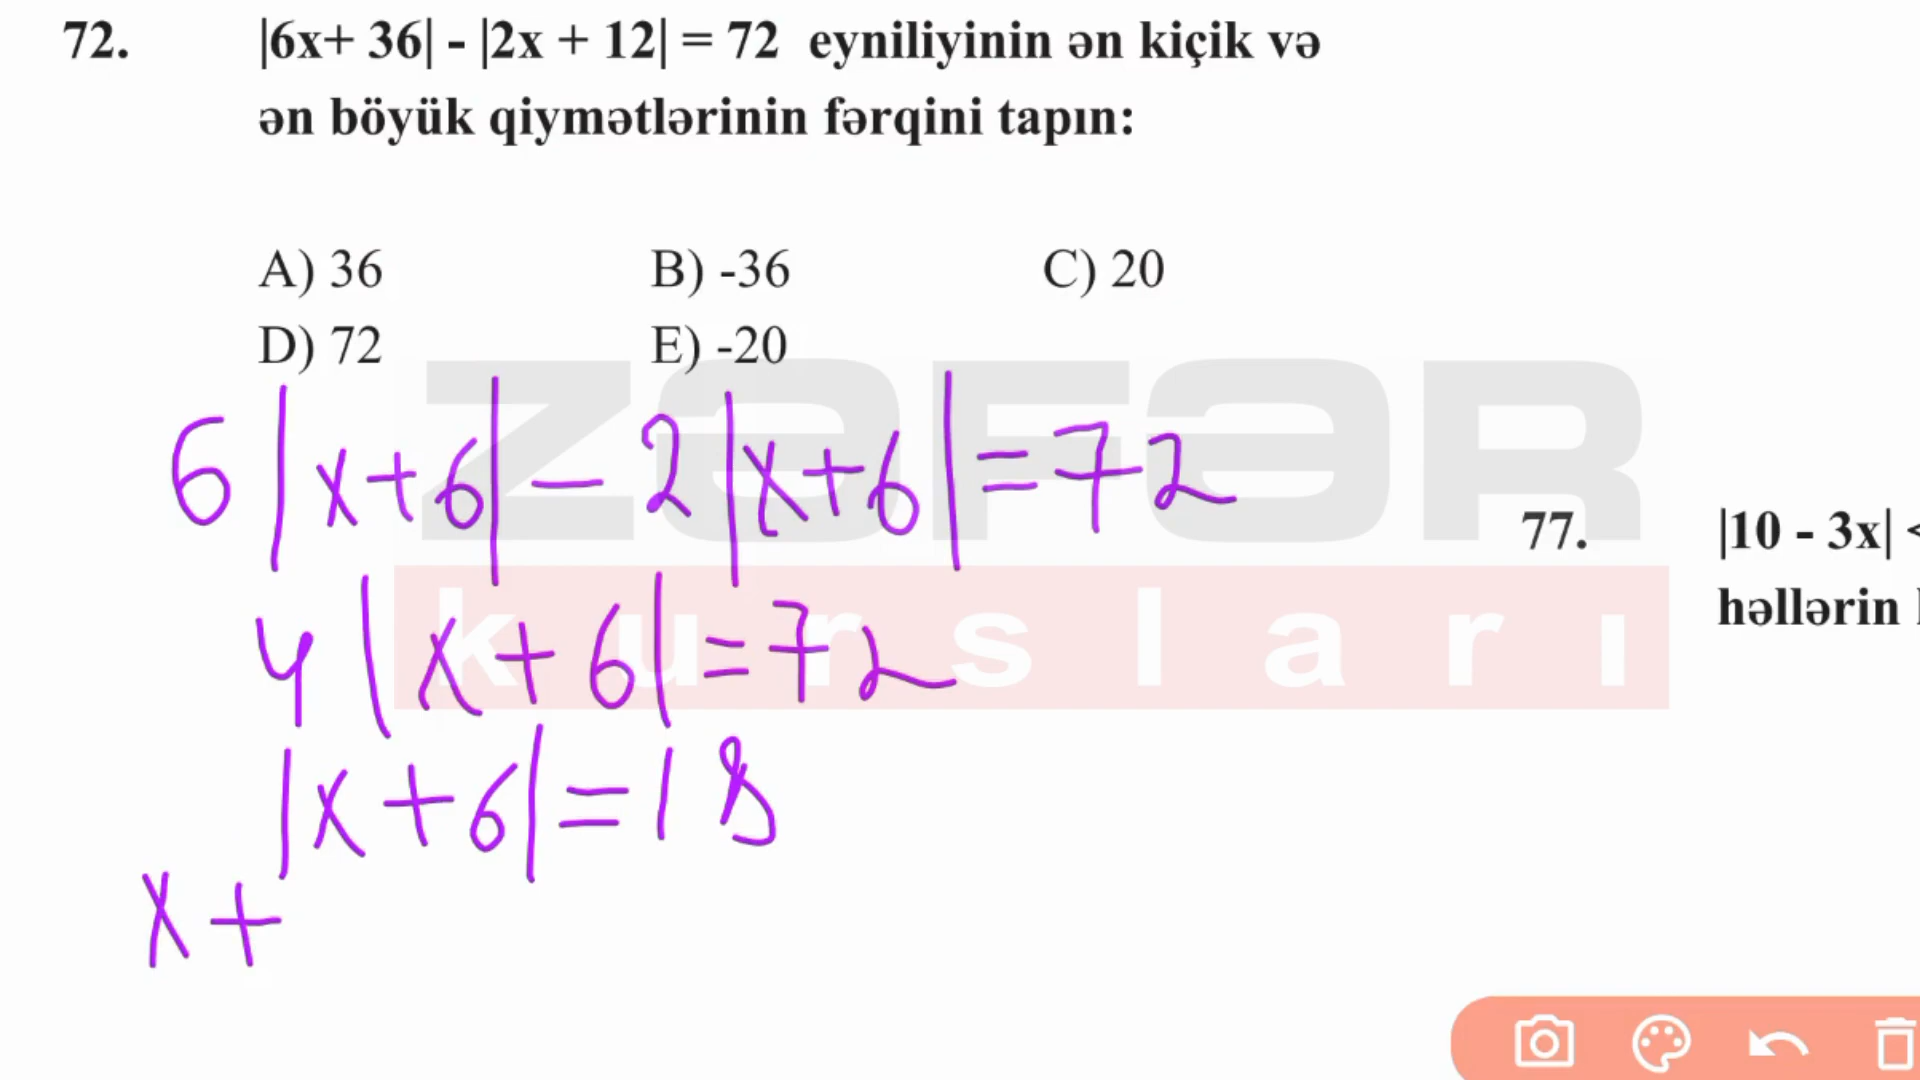 72. |6x+ 36| - |2x + 12| = 72 eyniliyinin ən kiçik və
ən böyük qiymətlərinin fərqini tapın:
A) 36 B) -36 C) 20
D) 72 E) -20
ZƏFƏR
kursları
6|x+6| - 2|x+6| = 72
4|x+6| = 72
|x+6| = 18
x +
77. |10 - 3x| <
həllərin